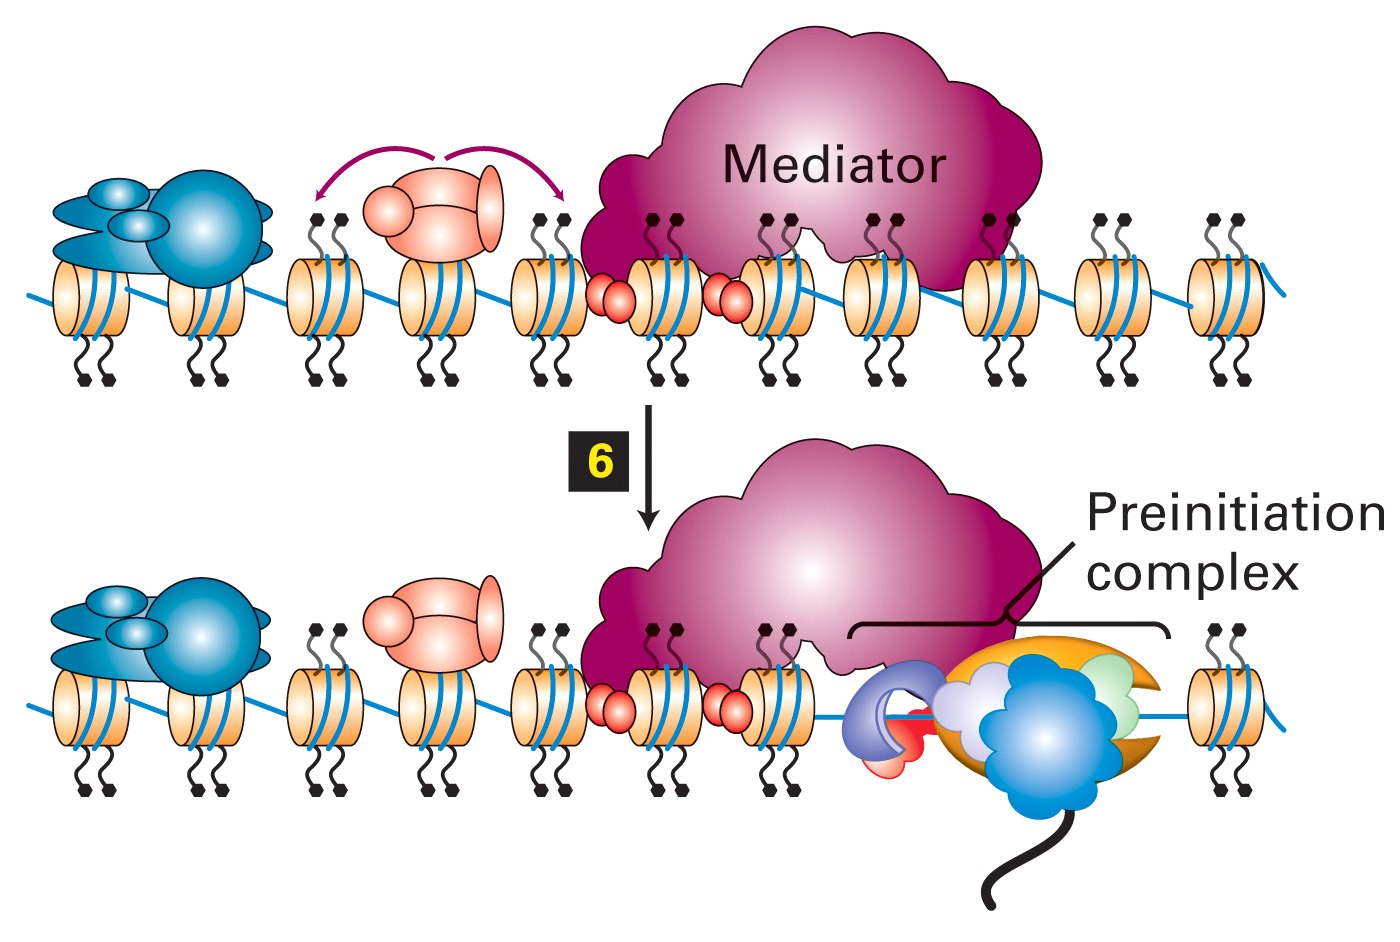 Mediator
6
Preinitiation
complex